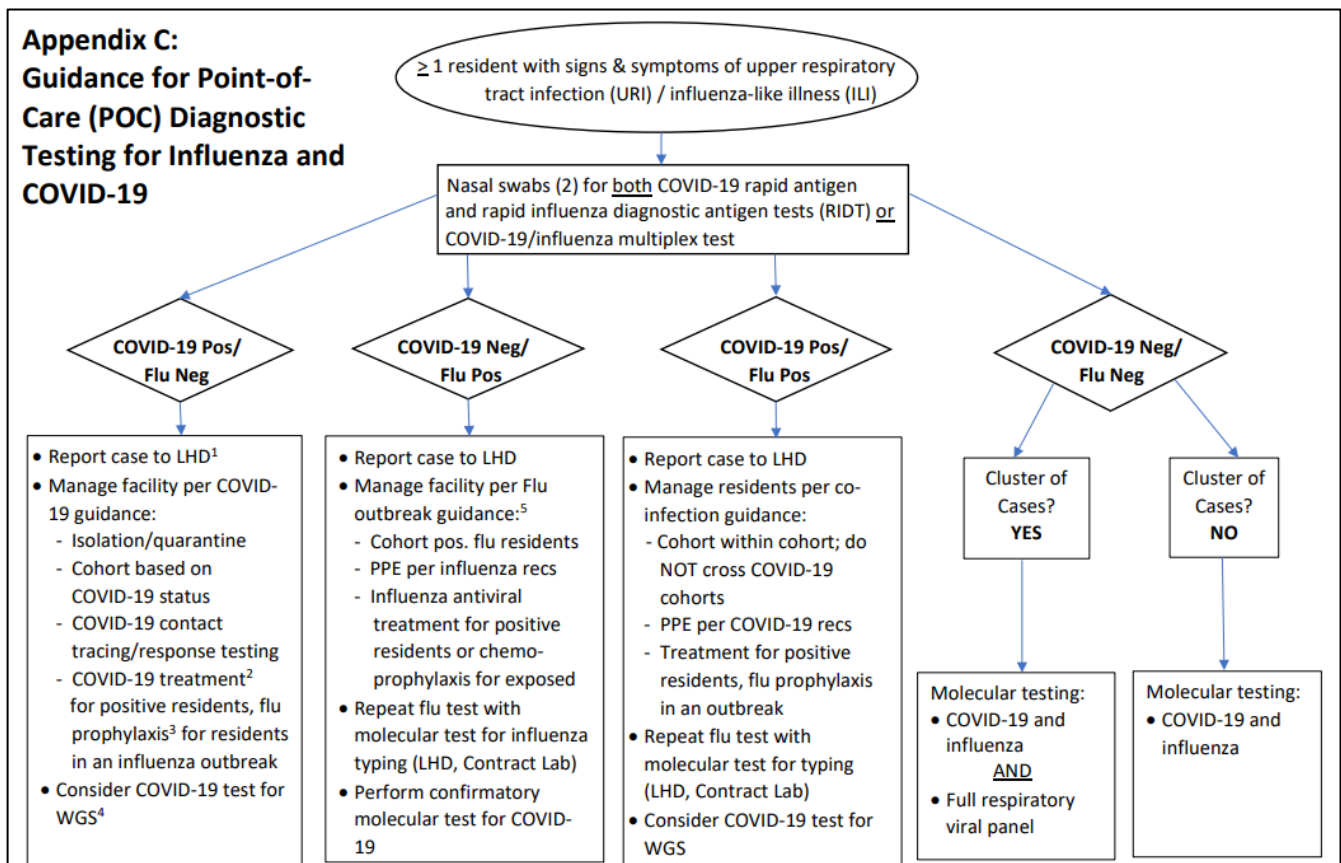 Appendix C:
Guidance for Point-of-
Care (POC) Diagnostic
Testing for Influenza and
COVID-19
≥ 1 resident with signs & symptoms of upper respiratory
tract infection (URI) / influenza-like illness (ILI)
Nasal swabs (2) for both COVID-19 rapid antigen
and rapid influenza diagnostic antigen tests (RIDT) or
COVID-19/influenza multiplex test
COVID-19 Pos/
Flu Neg
COVID-19 Neg/
Flu Pos
COVID-19 Pos/
Flu Pos
COVID-19 Neg/
Flu Neg
• Report case to LHD¹
• Manage facility per COVID-
19 guidance:
- Isolation/quarantine
- Cohort based on
COVID-19 status
- COVID-19 contact
tracing/response testing
- COVID-19 treatment²
for positive residents, flu
prophylaxis³ for residents
in an influenza outbreak
• Consider COVID-19 test for
WGS⁴
• Report case to LHD
• Manage facility per Flu
outbreak guidance:⁵
- Cohort pos. flu residents
- PPE per influenza recs
- Influenza antiviral
treatment for positive
residents or chemo-
prophylaxis for exposed
• Repeat flu test with
molecular test for influenza
typing (LHD, Contract Lab)
• Perform confirmatory
molecular test for COVID-
19
• Report case to LHD
• Manage residents per co-
infection guidance:
- Cohort within cohort; do
NOT cross COVID-19
cohorts
- PPE per COVID-19 recs
- Treatment for positive
residents, flu prophylaxis
in an outbreak
• Repeat flu test with
molecular test for typing
(LHD, Contract Lab)
• Consider COVID-19 test for
WGS
Cluster of
Cases?
YES
Cluster of
Cases?
NO
Molecular testing:
• COVID-19 and
influenza
AND
• Full respiratory
viral panel
Molecular testing:
• COVID-19 and
influenza